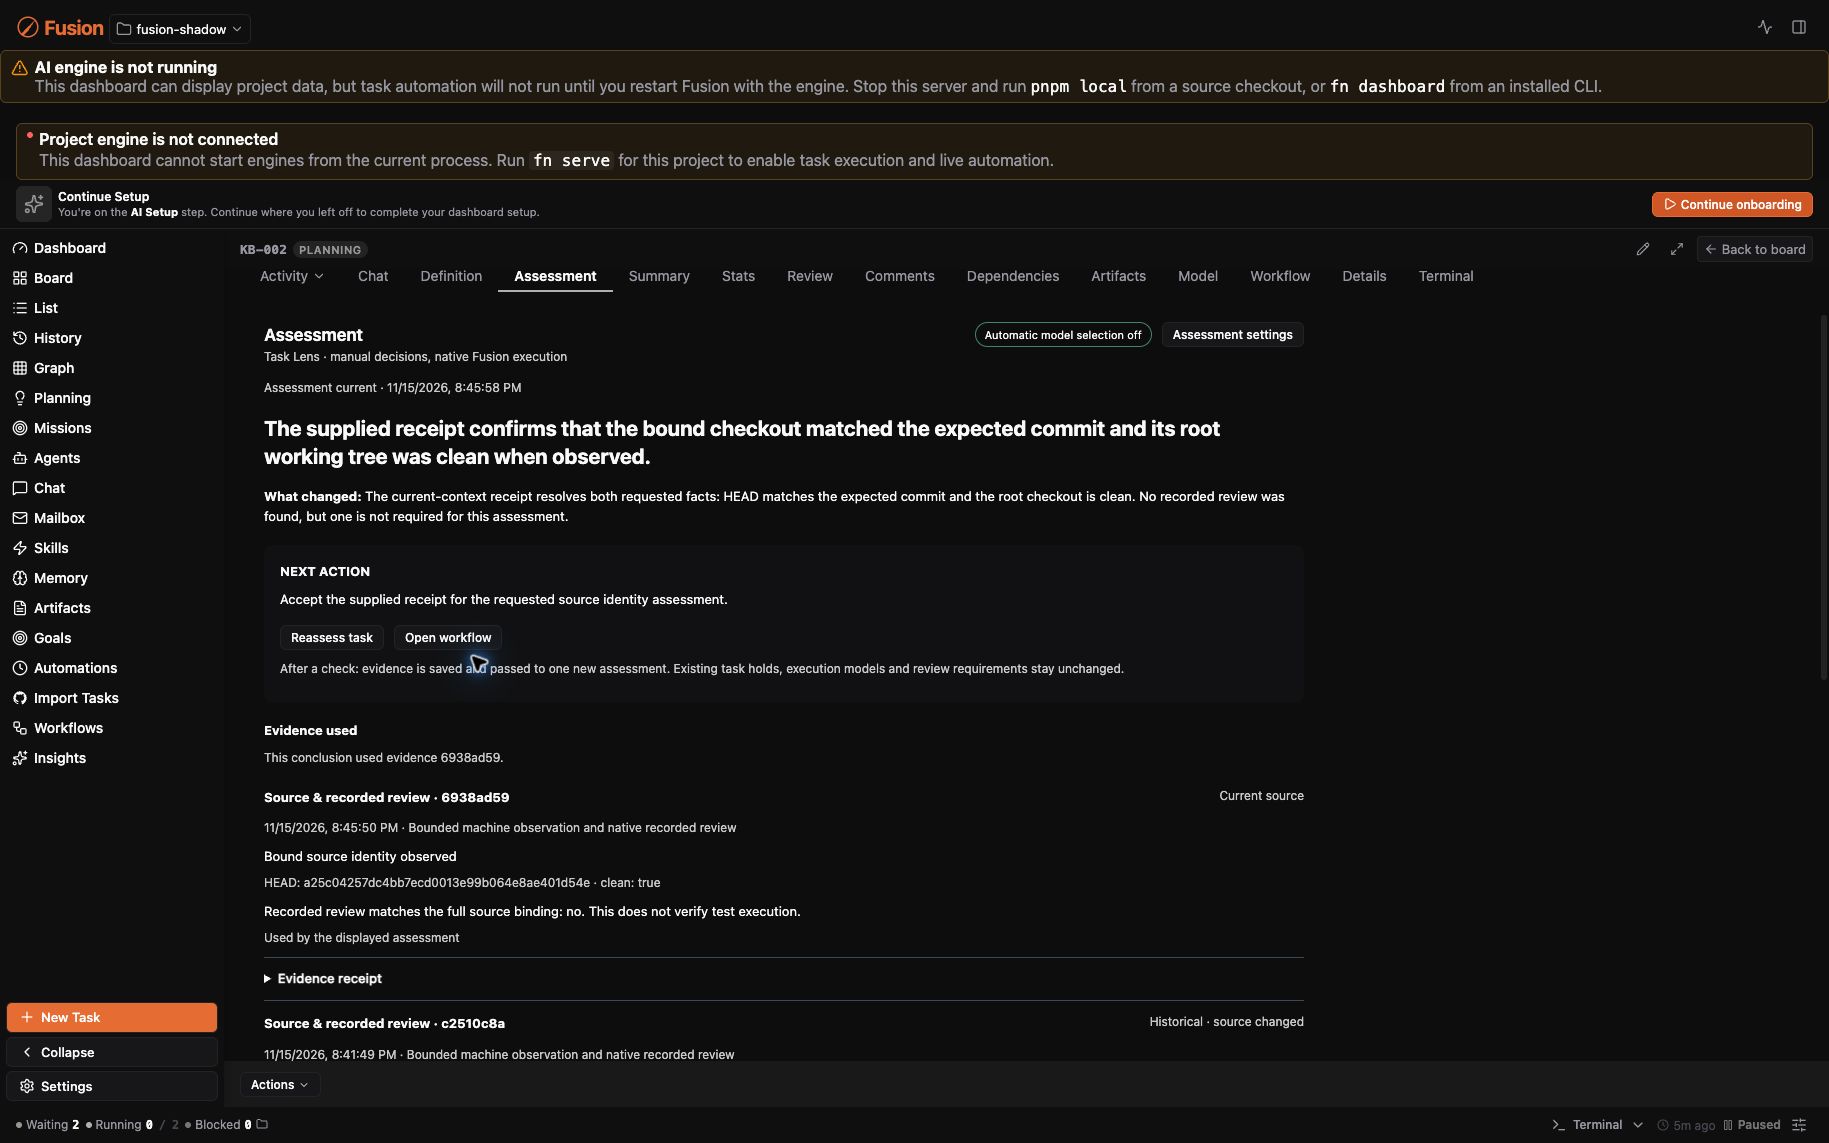 Fusion
fusion-shadow
AI engine is not running
This dashboard can display project data, but task automation will not run until you restart Fusion with the engine. Stop this server and run pnpm local from a source checkout, or fn dashboard from an installed CLI.
Project engine is not connected
This dashboard cannot start engines from the current process. Run fn serve for this project to enable task execution and live automation.
Continue Setup
You're on the AI Setup step. Continue where you left off to complete your dashboard setup.
Continue onboarding
Dashboard
Board
List
History
Graph
Planning
Missions
Agents
Chat
Mailbox
Skills
Memory
Artifacts
Goals
Automations
Import Tasks
Workflows
Insights
New Task
Collapse
Settings
KB-002 PLANNING
Back to board
Activity Chat Definition Assessment Summary Stats Review Comments Dependencies Artifacts Model Workflow Details Terminal
Assessment
Automatic model selection off
Assessment settings
Task Lens · manual decisions, native Fusion execution
Assessment current · 11/15/2026, 8:45:58 PM
The supplied receipt confirms that the bound checkout matched the expected commit and its root
working tree was clean when observed.
What changed: The current-context receipt resolves both requested facts: HEAD matches the expected commit and the root checkout is clean. No recorded review was
found, but one is not required for this assessment.
NEXT ACTION
Accept the supplied receipt for the requested source identity assessment.
Reassess task Open workflow
After a check: evidence is saved and passed to one new assessment. Existing task holds, execution models and review requirements stay unchanged.
Evidence used
This conclusion used evidence 6938ad59.
Source & recorded review · 6938ad59
Current source
11/15/2026, 8:45:50 PM · Bounded machine observation and native recorded review
Bound source identity observed
HEAD: a25c04257dc4bb7ecd0013e99b064e8ae401d54e · clean: true
Recorded review matches the full source binding: no. This does not verify test execution.
Used by the displayed assessment
Evidence receipt
Source & recorded review · c2510c8a
Historical · source changed
11/15/2026, 8:41:49 PM · Bounded machine observation and native recorded review
Actions
Waiting 2 Running 0 / 2 Blocked 0
Terminal 5m ago Paused